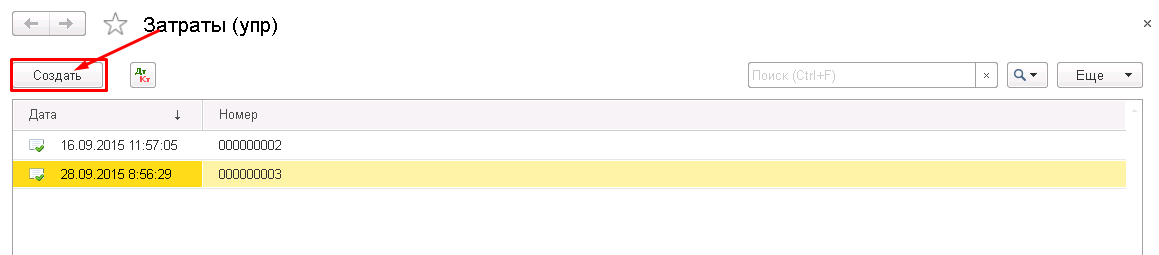 Затраты (упр)
Создать Дт Кт Поиск (Ctrl+F) × Еще
Дата ↓ Номер
16.09.2015 11:57:05 000000002
28.09.2015 8:56:29 000000003